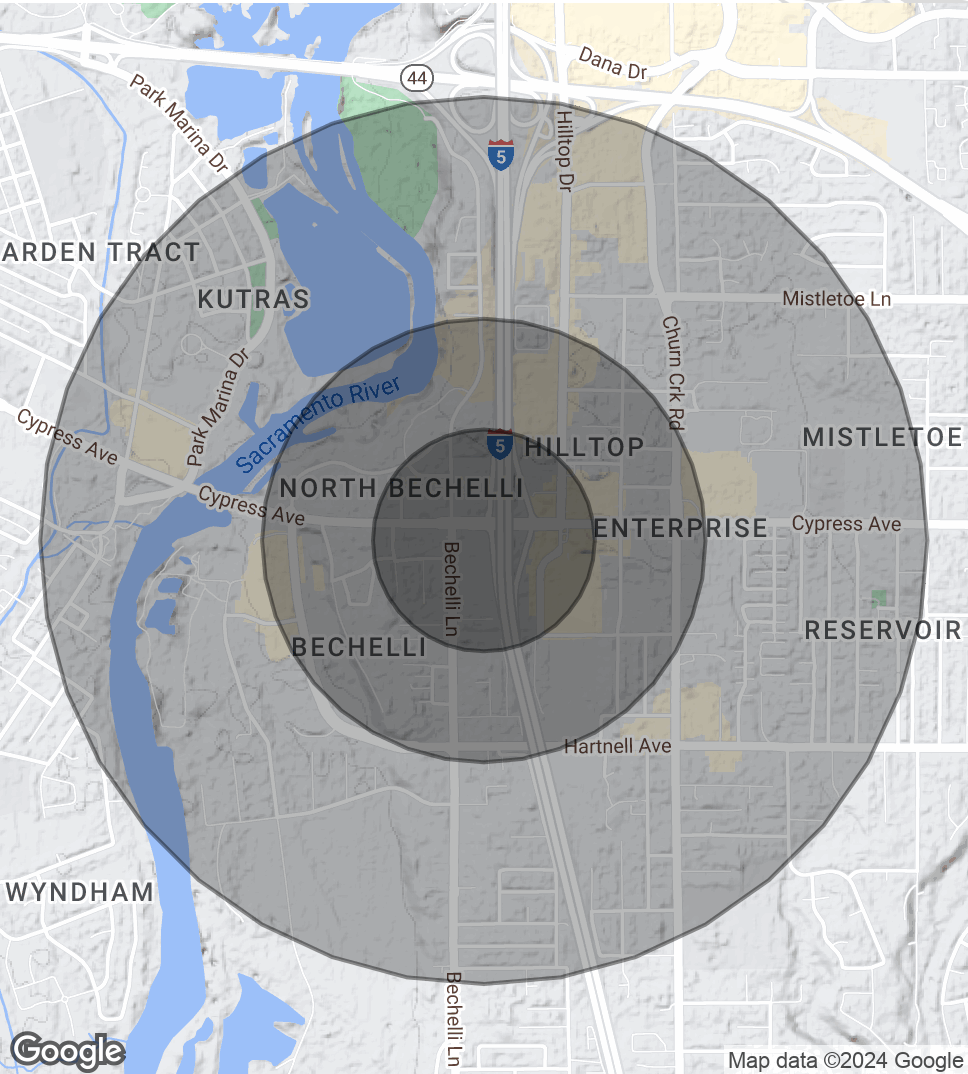 44
Dana Dr
Park Marina Dr
5
Hilltop Dr
ARDEN TRACT
KUTRAS
Mistletoe Ln
Churn Crk Rd
Park Marina Dr
Sacramento River
Cypress Ave
5
HILLTOP
MISTLETOE
NORTH BECHELLI
Cypress Ave
ENTERPRISE
Cypress Ave
Bechelli Ln
RESERVOIR
BECHELLI
Hartnell Ave
WYNDHAM
Bechelli Ln
Google
Map data ©2024 Google